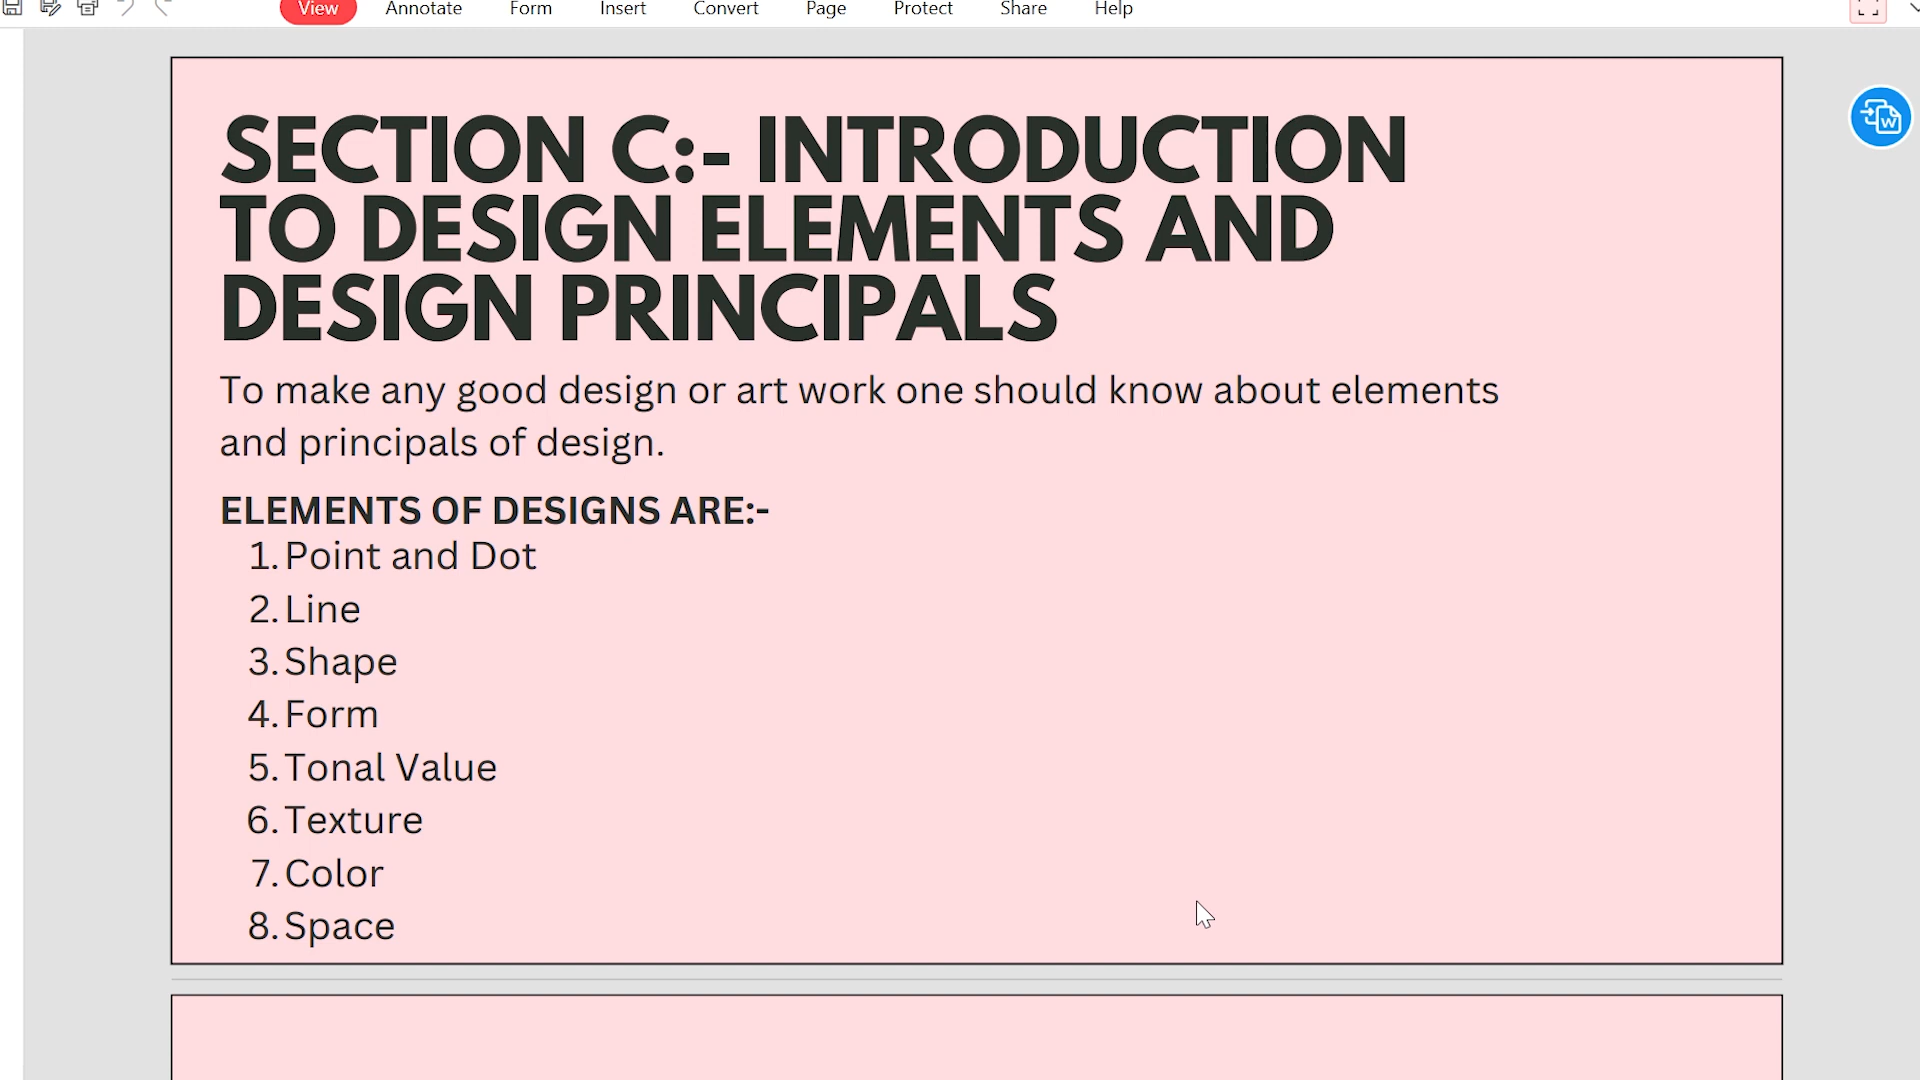 View Annotate Form Insert Convert Page Protect Share Help
SECTION C:- INTRODUCTION
TO DESIGN ELEMENTS AND
DESIGN PRINCIPALS
To make any good design or art work one should know about elements
and principals of design.
ELEMENTS OF DESIGNS ARE:-
1. Point and Dot
2. Line
3. Shape
4. Form
5. Tonal Value
6. Texture
7. Color
8. Space
W